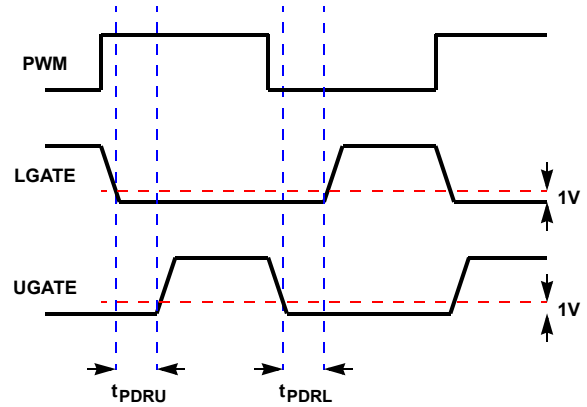 PWM
LGATE
1V
UGATE
1V
tPDRU
tPDRL